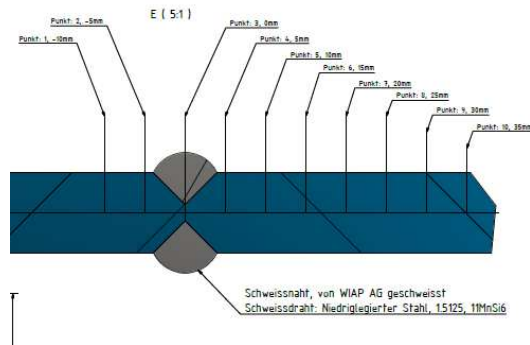 E ( 5:1 )
Punkt: 3, 0mm
Punkt: 2, -5mm
Punkt: 4, 5mm
Punkt: 1, -10mm
Punkt: 5, 10mm
Punkt: 6, 15mm
Punkt: 7, 20mm
Punkt: 8, 25mm
Punkt: 9, 30mm
Punkt: 10, 35mm
Schweissnaht, von WIAP AG geschweisst
Schweissdraht: Niedriglegierter Stahl, 1.5125, 11MnSi6